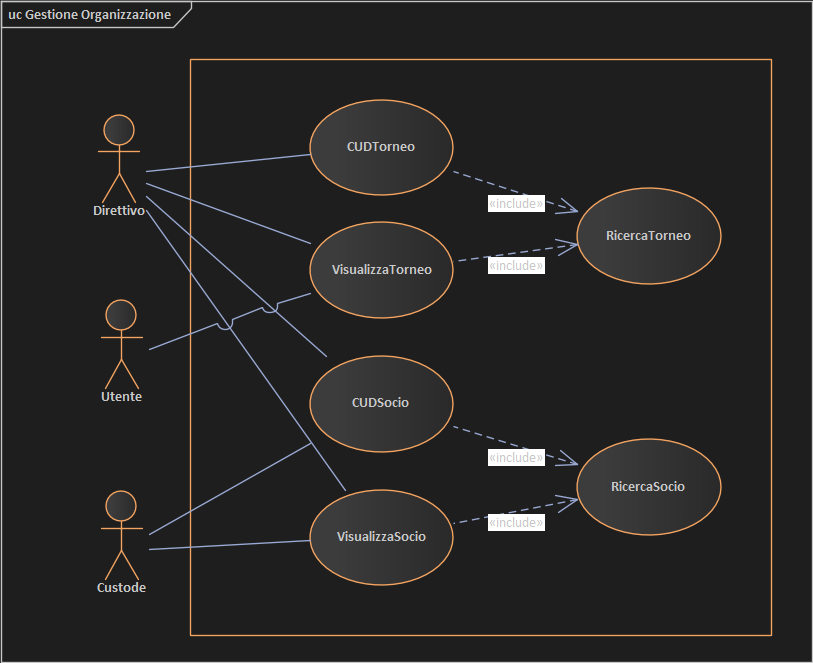 uc Gestione Organizzazione
CUDTorneo
Direttivo
«include»
RicercaTorneo
VisualizzaTorneo
«include»
Utente
CUDSocio
«include»
RicercaSocio
«include»
VisualizzaSocio
Custode